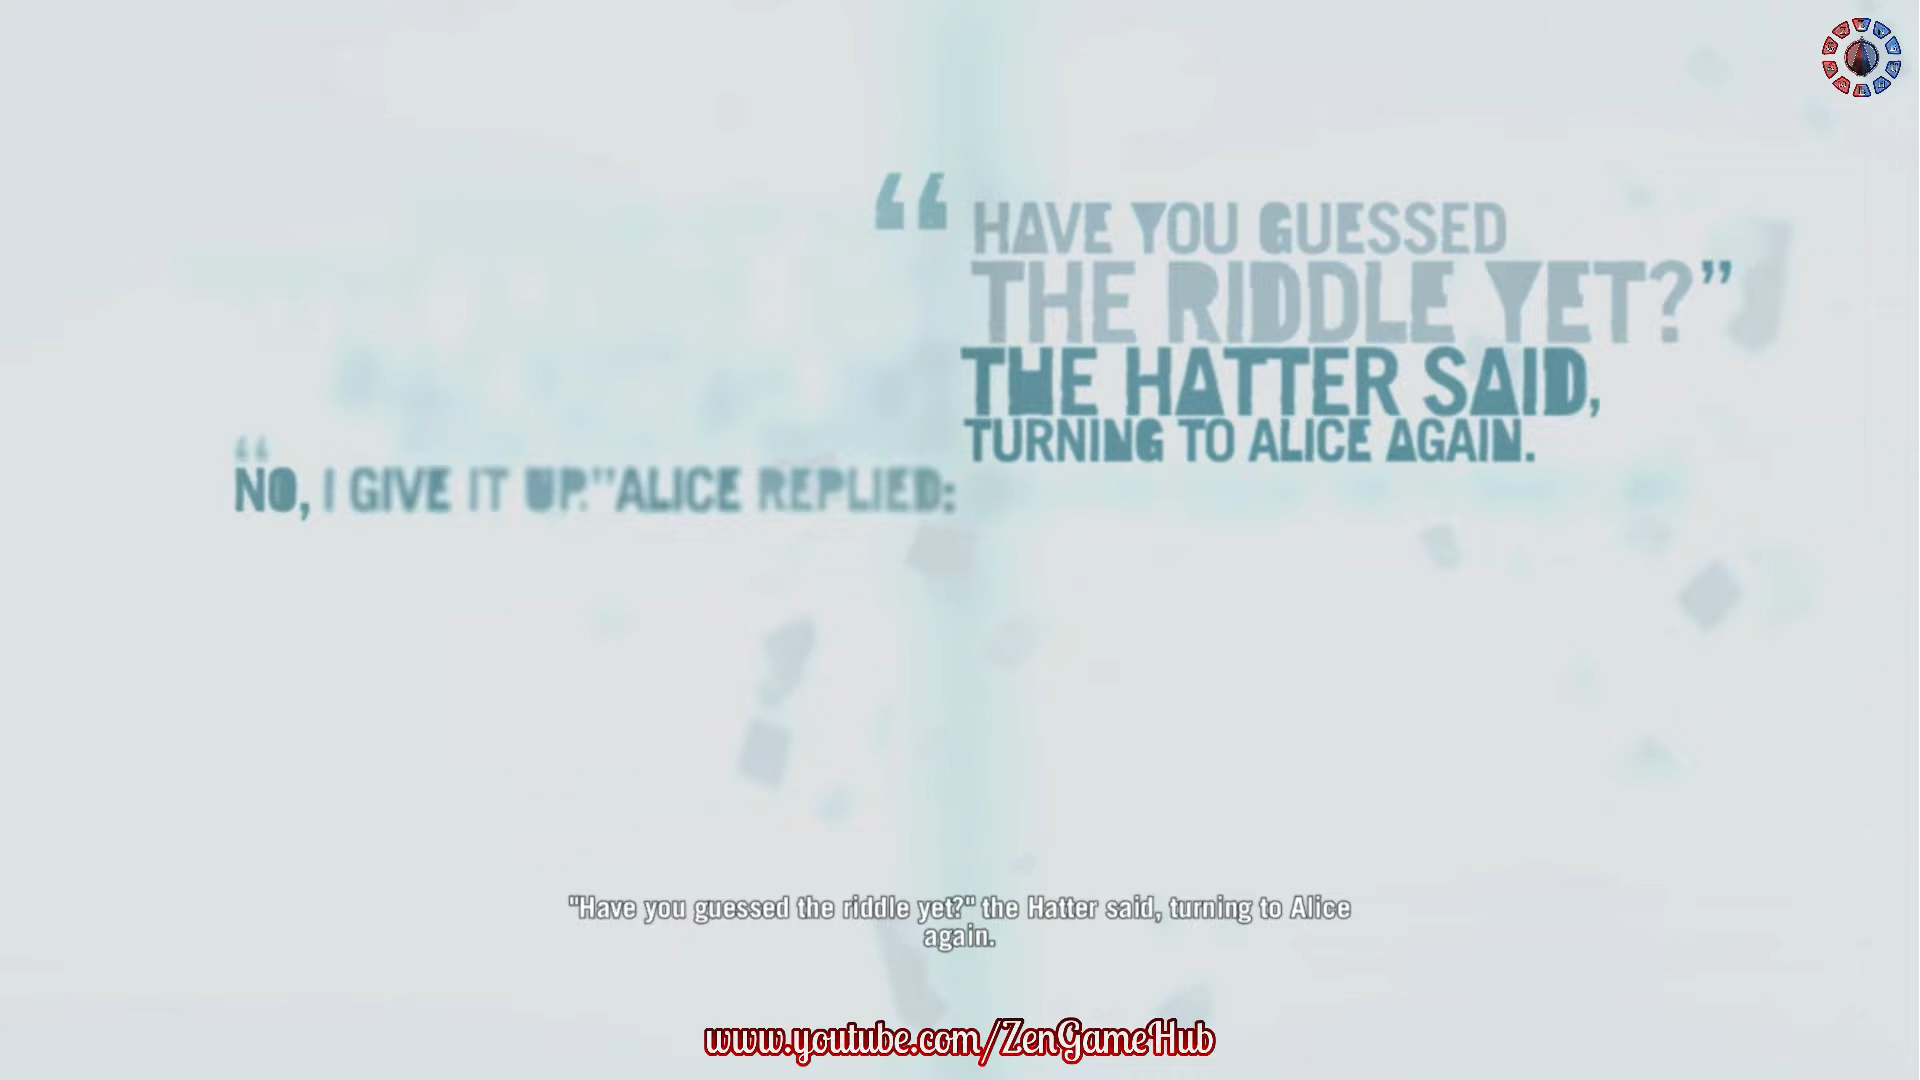 “HAVE YOU GUESSED
THE RIDDLE YET?”
THE HATTER SAID,
TURNING TO ALICE AGAIN.
“NO, I GIVE IT UP.” ALICE REPLIED:
"Have you guessed the riddle yet?" the Hatter said, turning to Alice
again.
www.youtube.com/ZenGameHub